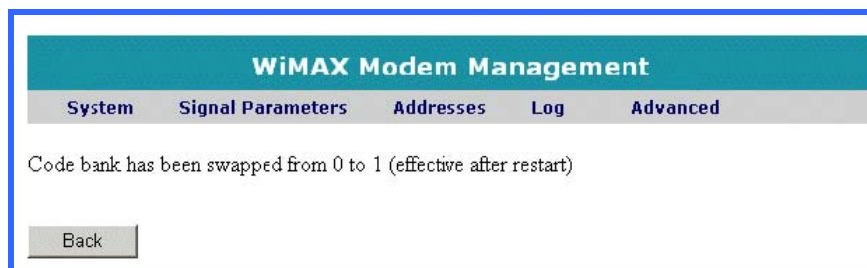 WiMAX Modem Management
System Signal Parameters Addresses Log Advanced
Code bank has been swapped from 0 to 1 (effective after restart)
Back